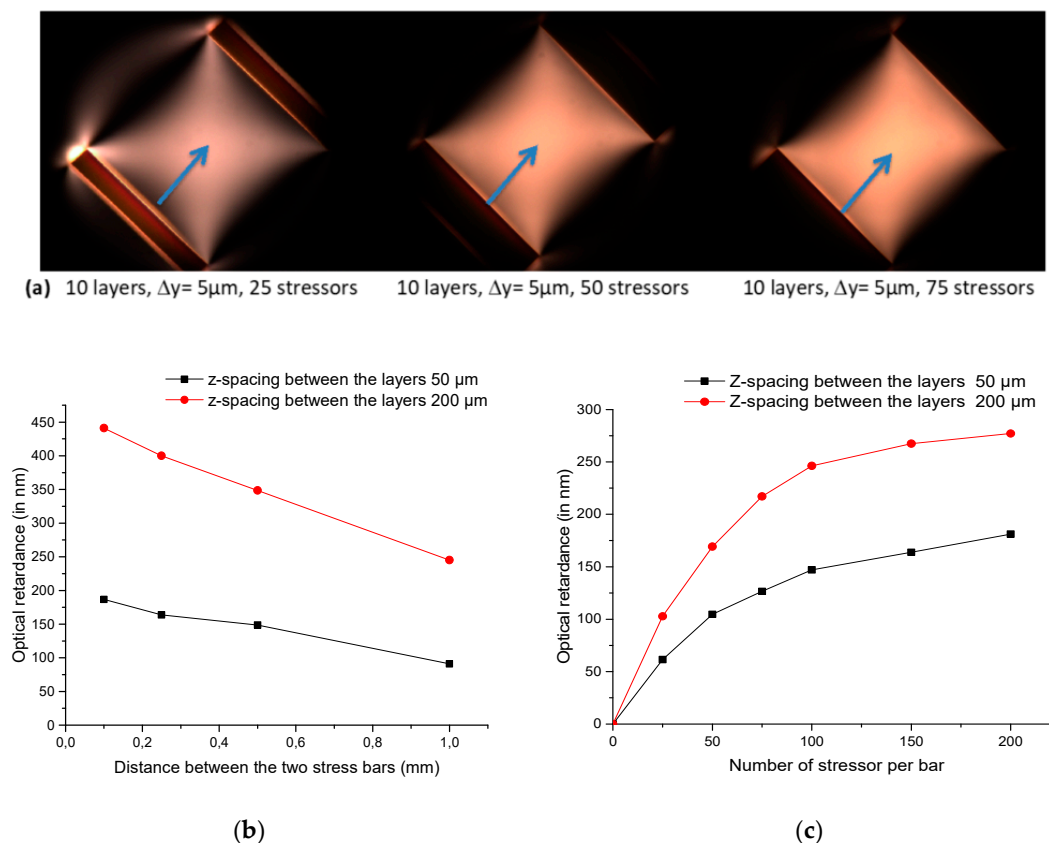 (a) 10 layers, Δy= 5µm, 25 stressors 10 layers, Δy= 5µm, 50 stressors 10 layers, Δy= 5µm, 75 stressors
z-spacing between the layers 50 µm
z-spacing between the layers 200 µm
450
400
350
300
250
200
150
100
50
0
Optical retardance (in nm)
0,0 0,2 0,4 0,6 0,8 1,0
Distance between the two stress bars (mm)
(b)
Z-spacing between the layers 50 µm
Z-spacing between the layers 200 µm
300
250
200
150
100
50
0
Optical retardance (in nm)
0 50 100 150 200
Number of stressor per bar
(c)